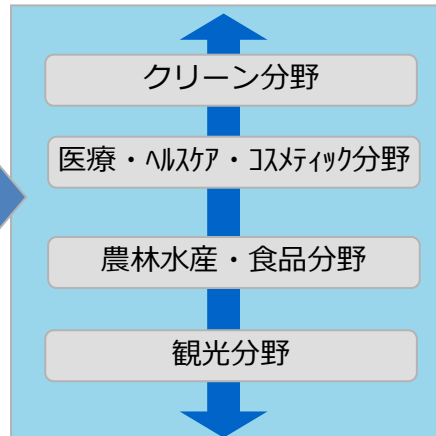 クリーン分野
医療・ﾍﾙｽｹｱ・ｺｽﾒﾃｨｯｸ分野
農林水産・食品分野
観光分野